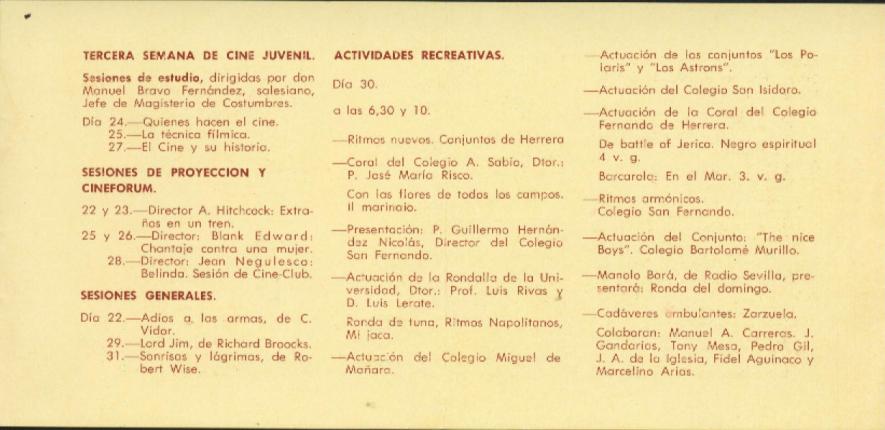 TERCERA SEMANA DE CINE JUVENIL.
Sesiones de estudio, dirigidas por don
Manuel Bravo Fernández, salesiano,
Jefe de Magisterio de Costumbres.
Día 24.—Quienes hacen el cine.
25.—La técnica fílmica.
27.—El Cine y su historia.
SESIONES DE PROYECCION Y
CINEFORUM.
22 y 23.—Director A. Hitchcock: Extra-
ños en un tren.
25 y 26.—Director: Blank Edward:
Chantaje contra una mujer.
28.—Director: Jean Negulesco:
Belinda. Sesión de Cine-Club.
SESIONES GENERALES.
Día 22.—Adios a las armas, de C.
Vidor.
29.—Lord Jim, de Richard Broocks.
31.—Sonrisas y lágrimas, de Ro-
bert Wise.
ACTIVIDADES RECREATIVAS.
Día 30.
a las 6,30 y 10.
—Ritmos nuevos. Conjuntos de Herrera
—Coral del Colegio A. Sabio, Dtor.:
P. José María Risco.
Con las flores de todos los campos.
Il marinaio.
—Presentación: P. Guillermo Hernán-
dez Nicolás, Director del Colegio
San Fernando.
—Actuación de la Rondalla de la Uni-
versidad, Dtor.: Prof. Luis Rivas y
D. Luis Lerate.
Ronda de tuna, Ritmos Napolitanos,
Mi jaca.
—Actuación del Colegio Miguel de
Mañara.
—Actuación de los conjuntos "Los Po-
laris" y "Los Astrons".
—Actuación del Colegio San Isidoro.
—Actuación de la Coral del Colegio
Fernando de Herrera.
De battle of Jerico. Negro espiritual
4 v. g.
Barcarola: En el Mar. 3. v. g.
—Ritmos armónicos.
Colegio San Fernando.
—Actuación del Conjunto: "The nice
Boys". Colegio Bartolomé Murillo.
—Manolo Bará, de Radio Sevilla, pre-
sentará: Ronda del domingo.
—Cadáveres ambulantes: Zarzuela.
Colaboran: Manuel A. Carreras. J.
Gandarios, Tony Mesa, Pedro Gil,
J. A. de la Iglesia, Fidel Aguinaco y
Marcelino Arias.